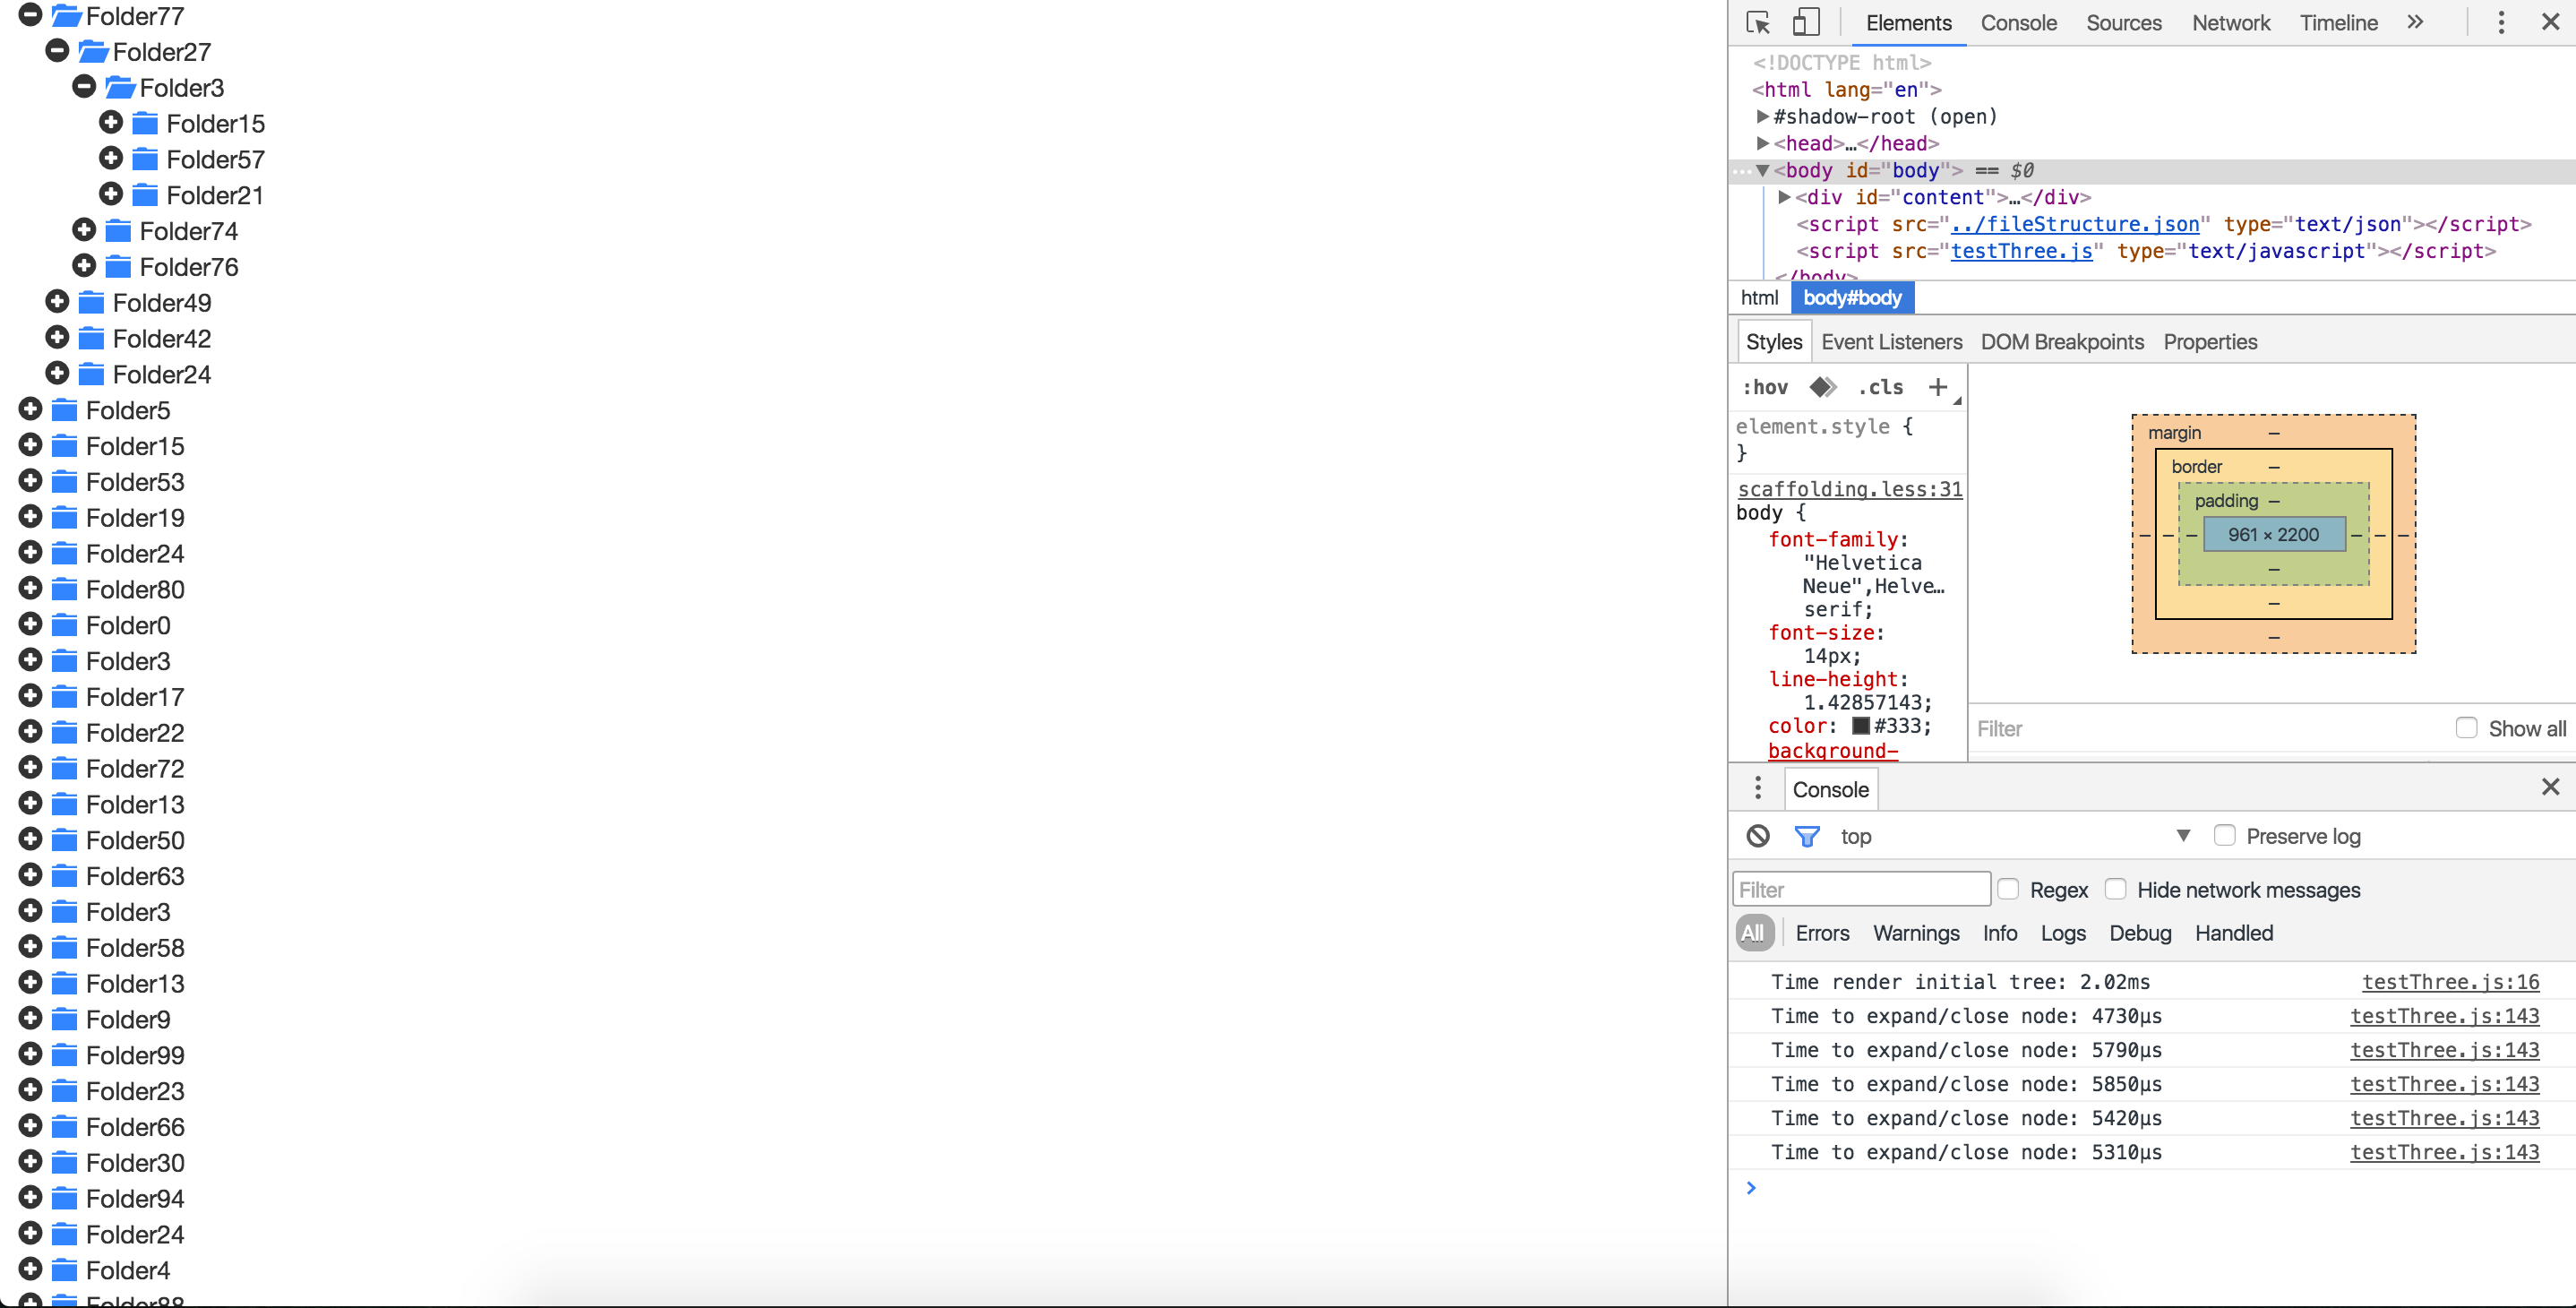 Folder77
Folder27
Folder3
Folder15
Folder57
Folder21
Folder74
Folder76
Folder49
Folder42
Folder24
Folder5
Folder15
Folder53
Folder19
Folder24
Folder80
Folder0
Folder3
Folder17
Folder22
Folder72
Folder13
Folder50
Folder63
Folder3
Folder58
Folder13
Folder9
Folder99
Folder23
Folder66
Folder30
Folder94
Folder24
Folder4
Folder88
Elements Console Sources Network Timeline »
<!DOCTYPE html>
<html lang="en">
▶#shadow-root (open)
▶<head>…</head>
…▼<body id="body"> == $0
▶<div id="content">…</div>
<script src="../fileStructure.json" type="text/json"></script>
<script src="testThree.js" type="text/javascript"></script>
</body>
html body#body
Styles Event Listeners DOM Breakpoints Properties
:hov .cls +
element.style {
}
scaffolding.less:31
body {
font-family:
"Helvetica
Neue",Helve…
serif;
font-size:
14px;
line-height:
1.42857143;
color: #333;
background-
margin –
border –
padding –
– – – 961 × 2200 – – –
–
–
–
Filter Show all
Console
top ▼ Preserve log
Filter Regex Hide network messages
All Errors Warnings Info Logs Debug Handled
Time render initial tree: 2.02ms testThree.js:16
Time to expand/close node: 4730µs testThree.js:143
Time to expand/close node: 5790µs testThree.js:143
Time to expand/close node: 5850µs testThree.js:143
Time to expand/close node: 5420µs testThree.js:143
Time to expand/close node: 5310µs testThree.js:143
>